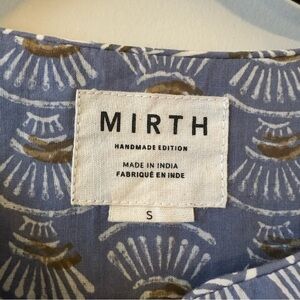 MIRTH
HANDMADE EDITION
MADE IN INDIA
FABRIQUÉ EN INDE
S